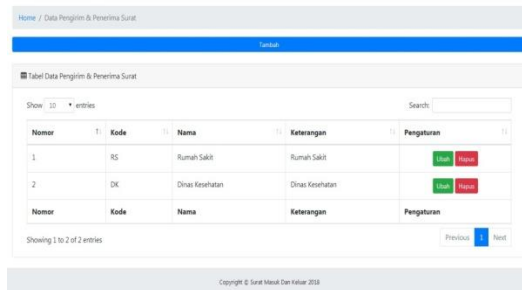 Home / Data Pengirim & Penerima Surat
Tambah
Tabel Data Pengirim & Penerima Surat
Show 10 entries Search:
Nomor Kode Nama Keterangan Pengaturan
1 RS Rumah Sakit Rumah Sakit Ubah Hapus
2 DK Dinas Kesehatan Dinas Kesehatan Ubah Hapus
Nomor Kode Nama Keterangan Pengaturan
Showing 1 to 2 of 2 entries Previous 1 Next
Copyright © Surat Masuk Dan Keluar 2018